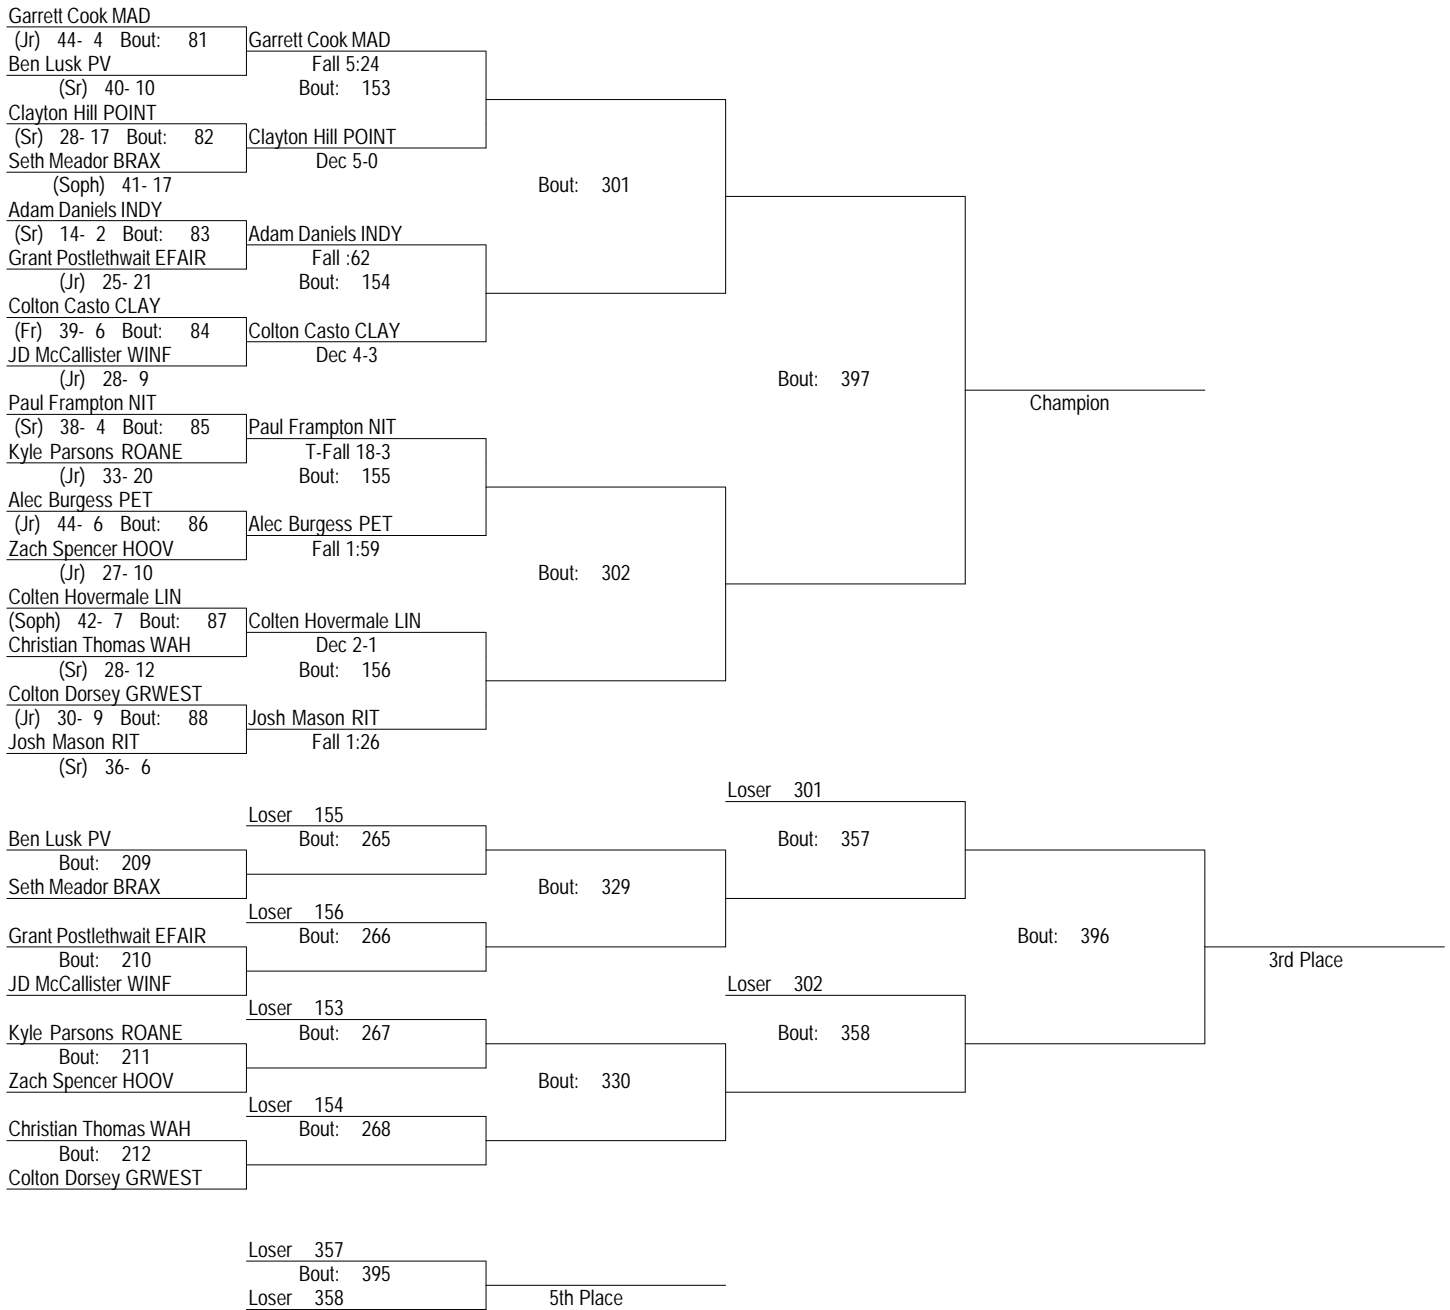 Garrett Cook MAD
(Jr) 44- 4 Bout: 81 Garrett Cook MAD
Ben Lusk PV Fall 5:24
(Sr) 40- 10 Bout: 153
Clayton Hill POINT
(Sr) 28- 17 Bout: 82 Clayton Hill POINT
Seth Meador BRAX Dec 5-0
(Soph) 41- 17 Bout: 301
Adam Daniels INDY
(Sr) 14- 2 Bout: 83 Adam Daniels INDY
Grant Postlethwait EFAIR Fall :62
(Jr) 25- 21 Bout: 154
Colton Casto CLAY
(Fr) 39- 6 Bout: 84 Colton Casto CLAY
JD McCallister WINF Dec 4-3
(Jr) 28- 9 Bout: 397
Paul Frampton NIT Champion
(Sr) 38- 4 Bout: 85 Paul Frampton NIT
Kyle Parsons ROANE T-Fall 18-3
(Jr) 33- 20 Bout: 155
Alec Burgess PET
(Jr) 44- 6 Bout: 86 Alec Burgess PET
Zach Spencer HOOV Fall 1:59
(Jr) 27- 10 Bout: 302
Colten Hovermale LIN
(Soph) 42- 7 Bout: 87 Colten Hovermale LIN
Christian Thomas WAH Dec 2-1
(Sr) 28- 12 Bout: 156
Colton Dorsey GRWEST
(Jr) 30- 9 Bout: 88 Josh Mason RIT
Josh Mason RIT Fall 1:26
(Sr) 36- 6
Loser 301
Loser 155
Ben Lusk PV Bout: 265 Bout: 357
Bout: 209
Seth Meador BRAX Bout: 329
Loser 156
Grant Postlethwait EFAIR Bout: 266 Bout: 396
Bout: 210 3rd Place
JD McCallister WINF Loser 302
Loser 153
Kyle Parsons ROANE Bout: 267 Bout: 358
Bout: 211
Zach Spencer HOOV Bout: 330
Loser 154
Christian Thomas WAH Bout: 268
Bout: 212
Colton Dorsey GRWEST
Loser 357
Bout: 395
Loser 358 5th Place